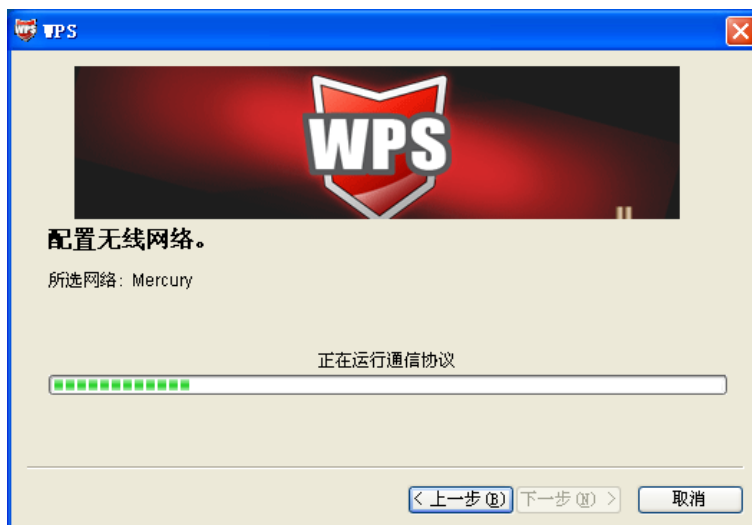 WPS
WPS
配置无线网络。
所选网络: Mercury
正在运行通信协议
< 上一步(B) 下一步(N) > 取消